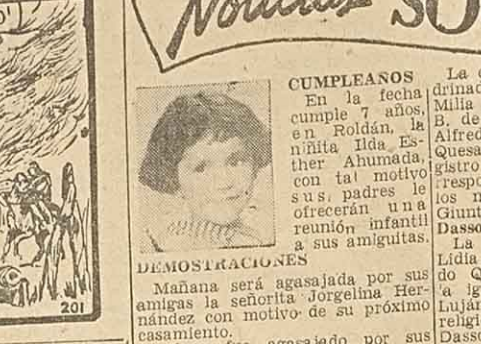 Noticias SO
CUMPLEAÑOS
En la fecha
cumple 7 años,
en Roldán, la
niñita Ilda Es-
ther Ahumada,
con tal motivo
sus padres le
ofrecerán una
reunión infantil
a sus amiguitas.
DEMOSTRACIONES
Mañana será agasajada por sus
amigas la señorita Jorgelina Her-
nández con motivo de su próximo
casamiento.
agasajado por sus
201
La
drinad
Milia
B. de
Alfred
Quesa
gistro
rrespo
los n
Giunt
Dasso
La
Lidia
do Q
a ig
Luján
religi
Dasso